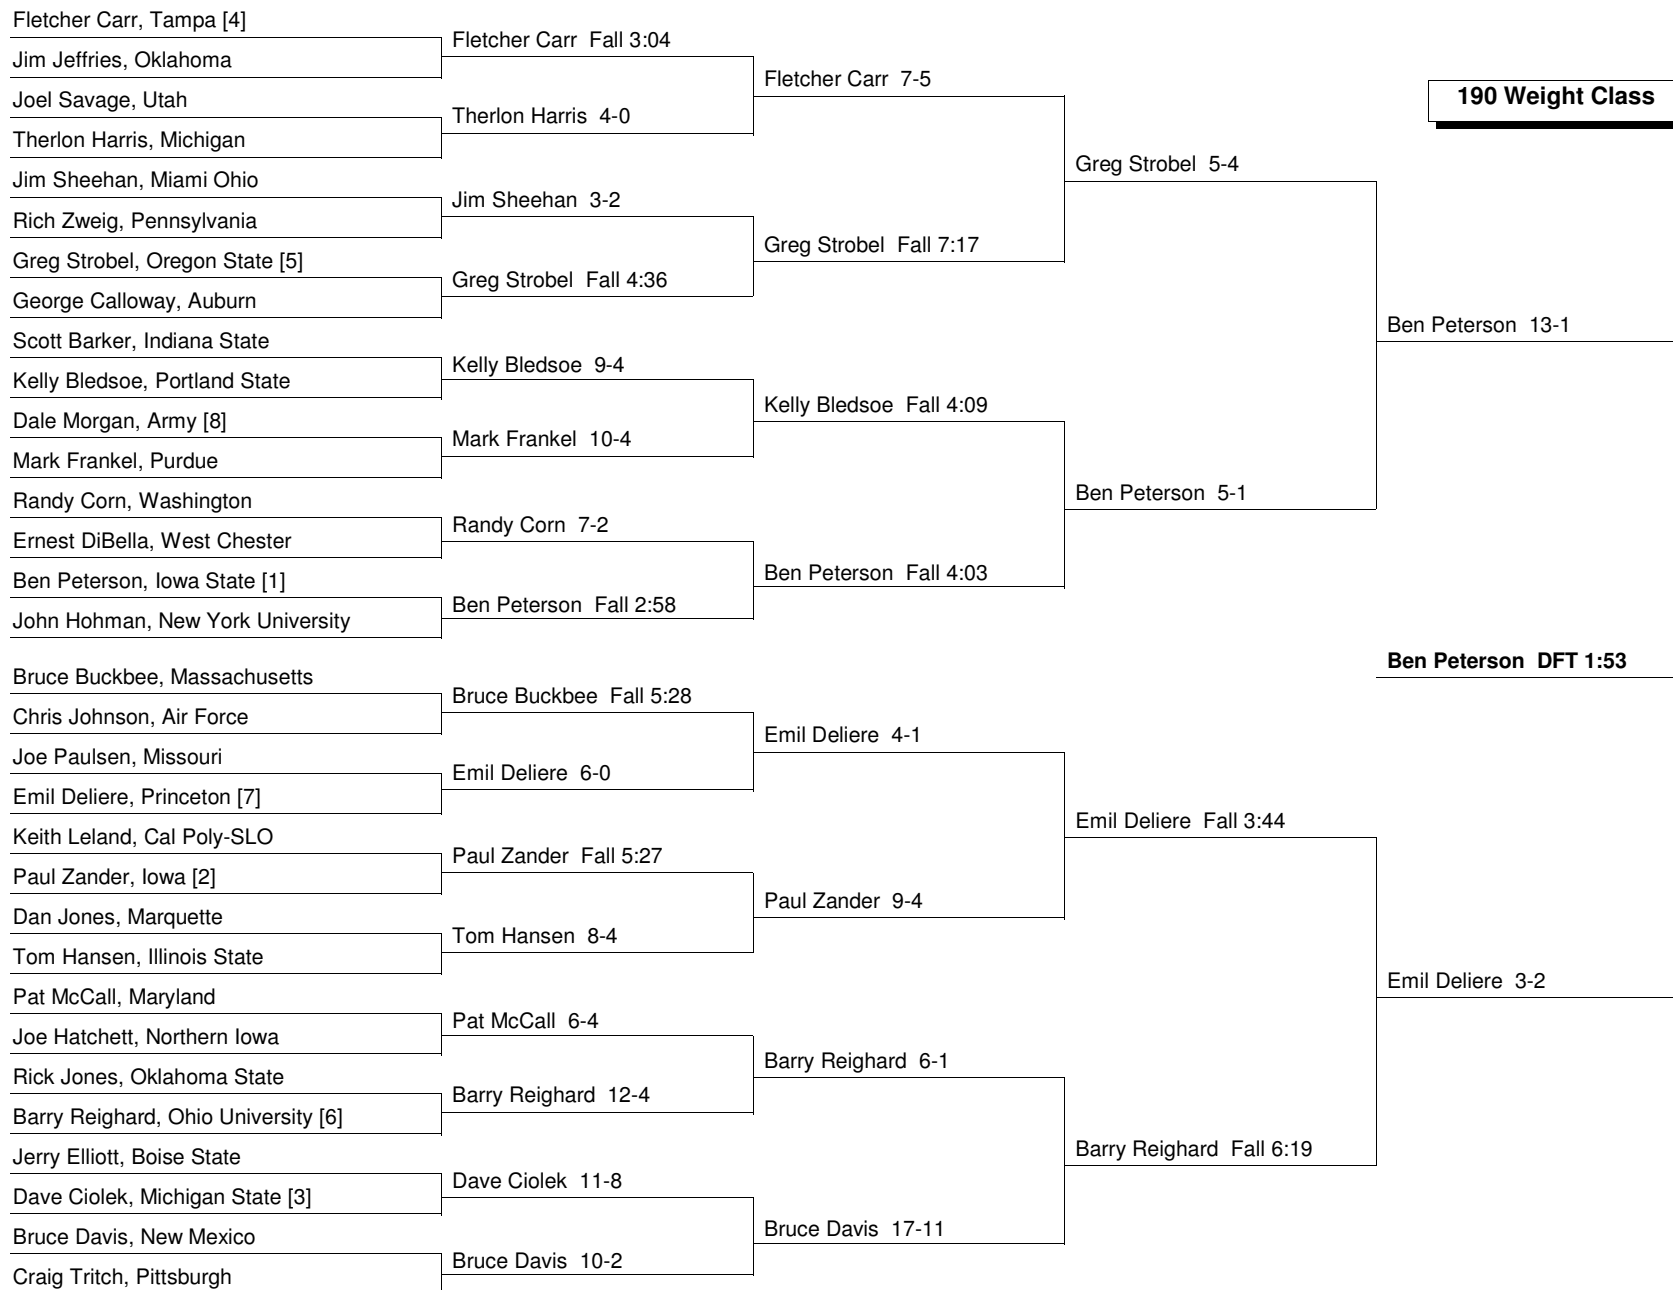 Fletcher Carr, Tampa [4]
Jim Jeffries, Oklahoma
Joel Savage, Utah
Therlon Harris, Michigan
Jim Sheehan, Miami Ohio
Rich Zweig, Pennsylvania
Greg Strobel, Oregon State [5]
George Calloway, Auburn
Scott Barker, Indiana State
Kelly Bledsoe, Portland State
Dale Morgan, Army [8]
Mark Frankel, Purdue
Randy Corn, Washington
Ernest DiBella, West Chester
Ben Peterson, Iowa State [1]
John Hohman, New York University
Bruce Buckbee, Massachusetts
Chris Johnson, Air Force
Joe Paulsen, Missouri
Emil Deliere, Princeton [7]
Keith Leland, Cal Poly-SLO
Paul Zander, Iowa [2]
Dan Jones, Marquette
Tom Hansen, Illinois State
Pat McCall, Maryland
Joe Hatchett, Northern Iowa
Rick Jones, Oklahoma State
Barry Reighard, Ohio University [6]
Jerry Elliott, Boise State
Dave Ciolek, Michigan State [3]
Bruce Davis, New Mexico
Craig Tritch, Pittsburgh
Fletcher Carr Fall 3:04
Therlon Harris 4-0
Jim Sheehan 3-2
Greg Strobel Fall 4:36
Kelly Bledsoe 9-4
Mark Frankel 10-4
Randy Corn 7-2
Ben Peterson Fall 2:58
Bruce Buckbee Fall 5:28
Emil Deliere 6-0
Paul Zander Fall 5:27
Tom Hansen 8-4
Pat McCall 6-4
Barry Reighard 12-4
Dave Ciolek 11-8
Bruce Davis 10-2
Fletcher Carr 7-5
Greg Strobel Fall 7:17
Kelly Bledsoe Fall 4:09
Ben Peterson Fall 4:03
Emil Deliere 4-1
Paul Zander 9-4
Barry Reighard 6-1
Bruce Davis 17-11
Greg Strobel 5-4
Ben Peterson 5-1
Emil Deliere Fall 3:44
Barry Reighard Fall 6:19
190 Weight Class
Ben Peterson 13-1
Ben Peterson DFT 1:53
Emil Deliere 3-2